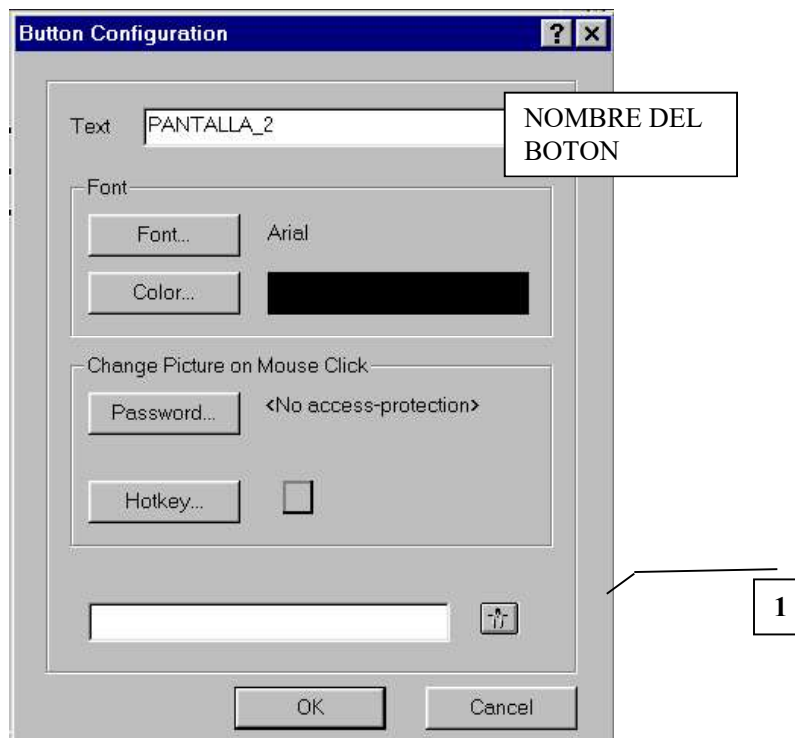 Button Configuration
? ×
Text PANTALLA_2
NOMBRE DEL
BOTON
Font
Font... Arial
Color...
Change Picture on Mouse Click
Password... <No access-protection>
Hotkey...
1
OK Cancel